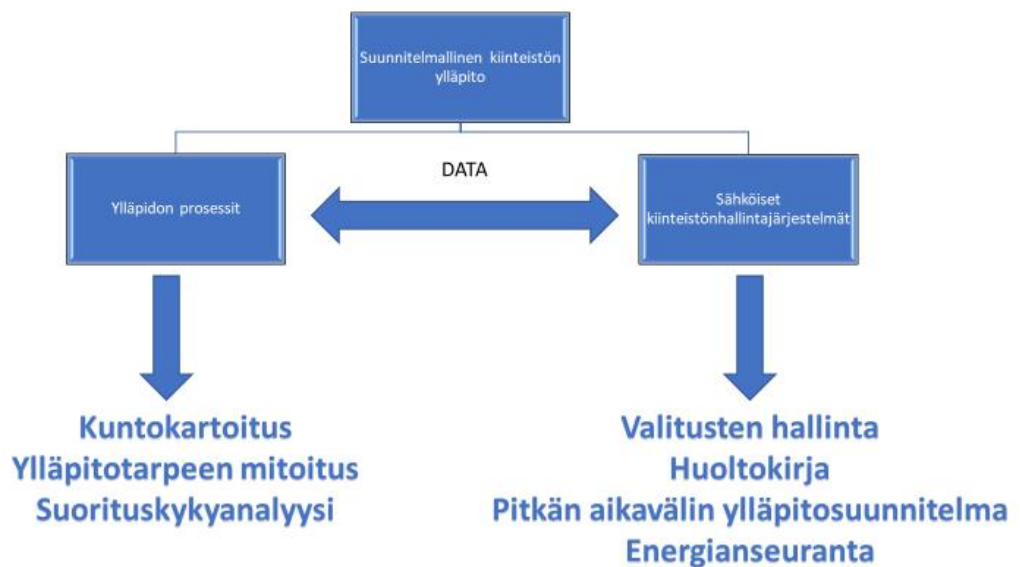 Suunnitelmallinen kiinteistön
ylläpito
DATA
Ylläpidon prosessit
Sähköiset
kiinteistönhallintajärjestelmät
Kuntokartoitus
Ylläpitotarpeen mitoitus
Suorituskykyanalyysi
Valitusten hallinta
Huoltokirja
Pitkän aikavälin ylläpitosuunnitelma
Energianseuranta